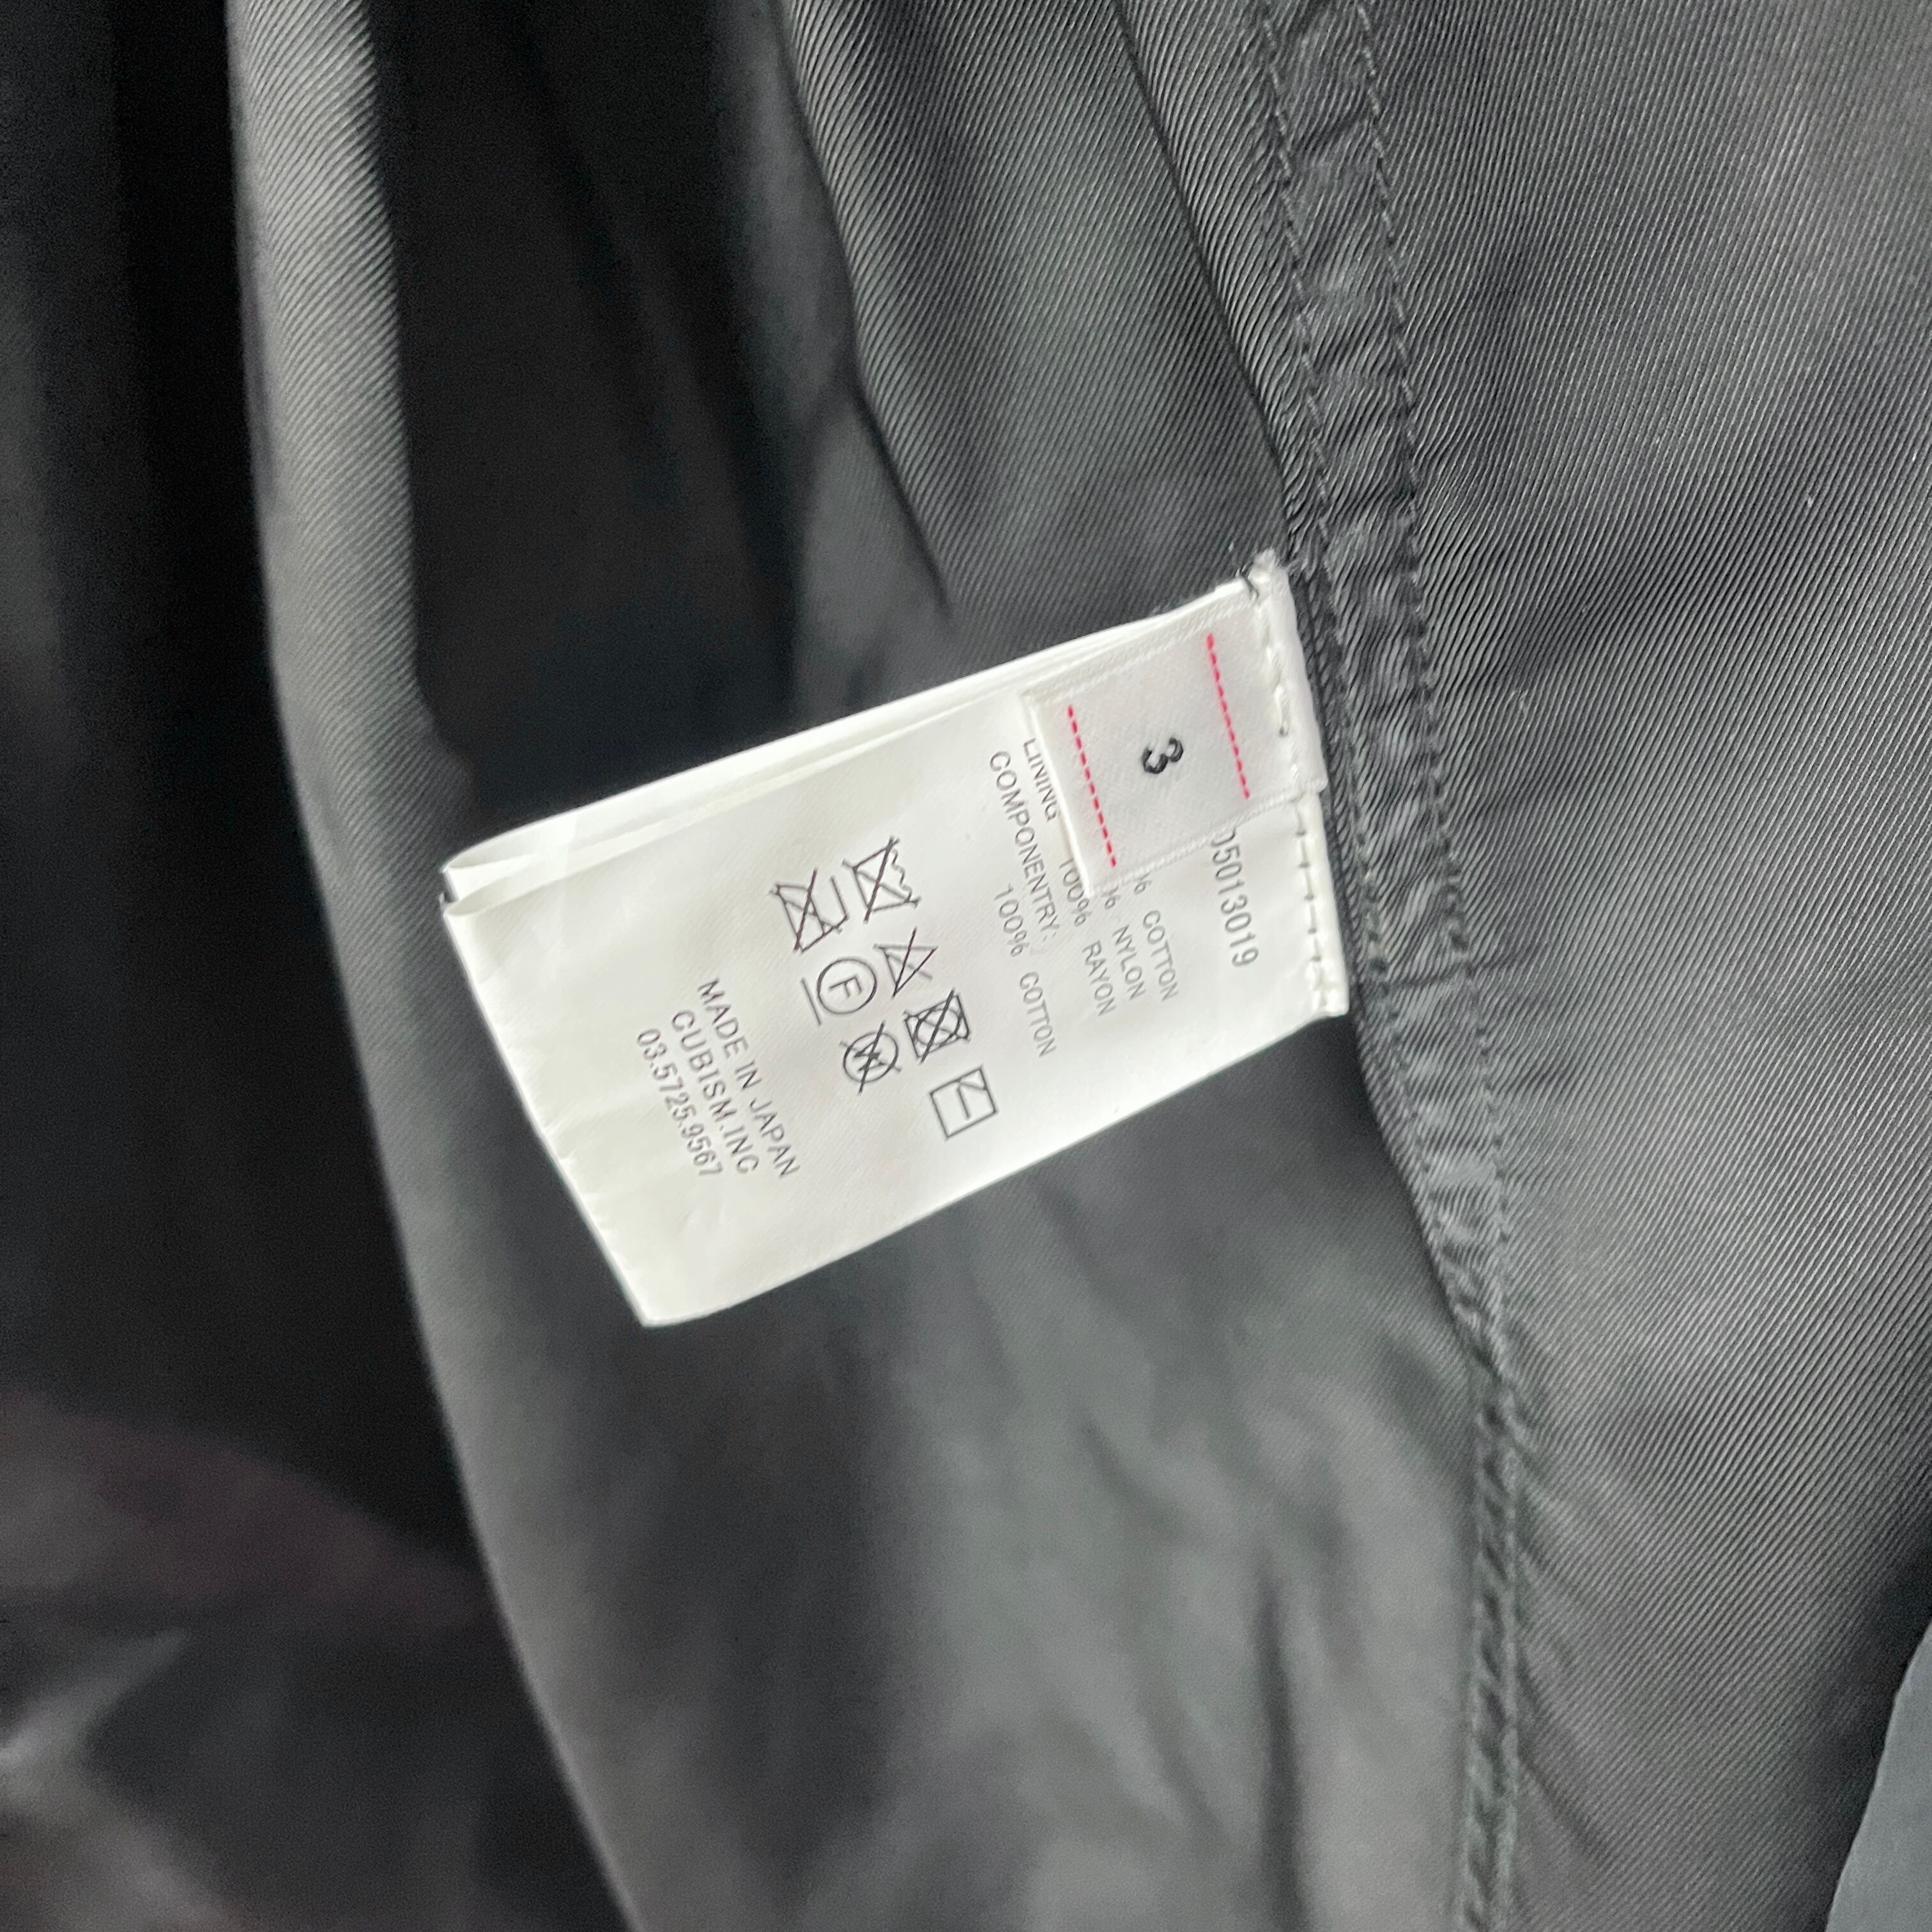 3
05013019
% COTTON
% NYLON
LINING 100% RAYON
COMPONENTRY:
100% COTTON
F
W
MADE IN JAPAN
CUBISM.INC
03.5725.9567